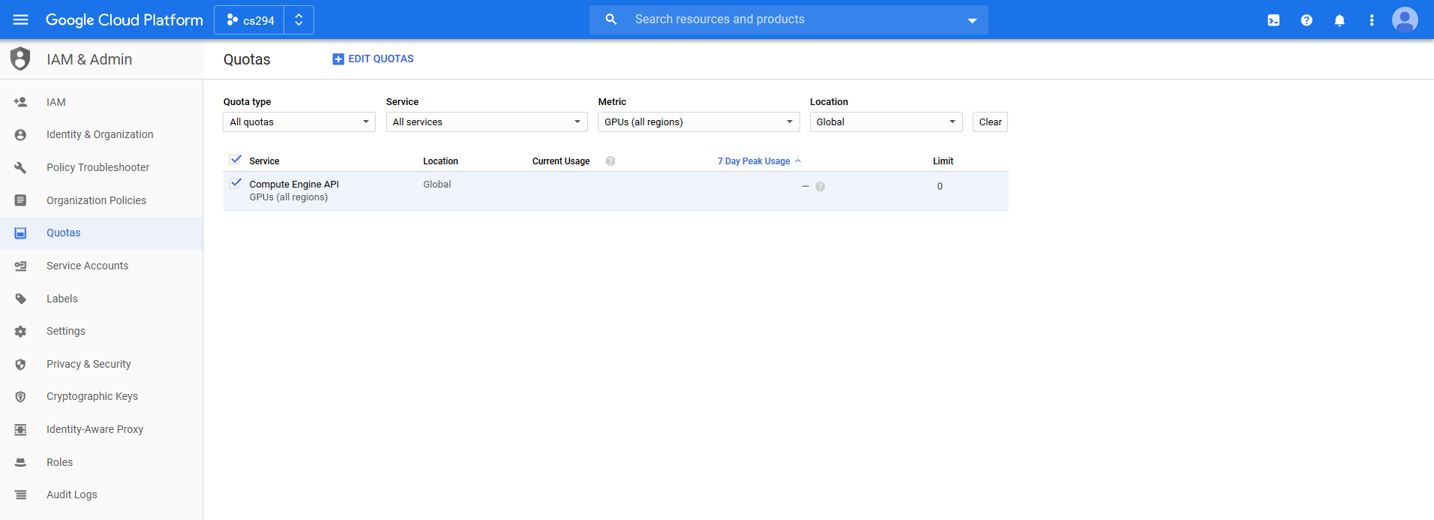 Google Cloud Platform cs294 Search resources and products
IAM & Admin Quotas EDIT QUOTAS
IAM
Identity & Organization
Policy Troubleshooter
Organization Policies
Quotas
Service Accounts
Labels
Settings
Privacy & Security
Cryptographic Keys
Identity-Aware Proxy
Roles
Audit Logs
Quota type Service Metric Location
All quotas All services GPUs (all regions) Global Clear
Service Location Current Usage 7 Day Peak Usage Limit
Compute Engine API Global — 0
GPUs (all regions)